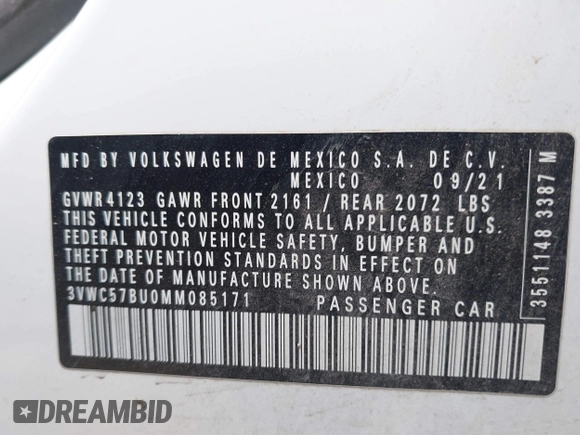 MFD BY VOLKSWAGEN DE MEXICO S.A. DE C.V.
MEXICO 09/21
GVWR 4123 GAWR FRONT 2161 / REAR 2072 LBS
THIS VEHICLE CONFORMS TO ALL APPLICABLE U.S.
FEDERAL MOTOR VEHICLE SAFETY, BUMPER AND
THEFT PREVENTION STANDARDS IN EFFECT ON
THE DATE OF MANUFACTURE SHOWN ABOVE.
3VWC57BU0MM085171 PASSENGER CAR
3551148 3387 M
DREAMBID